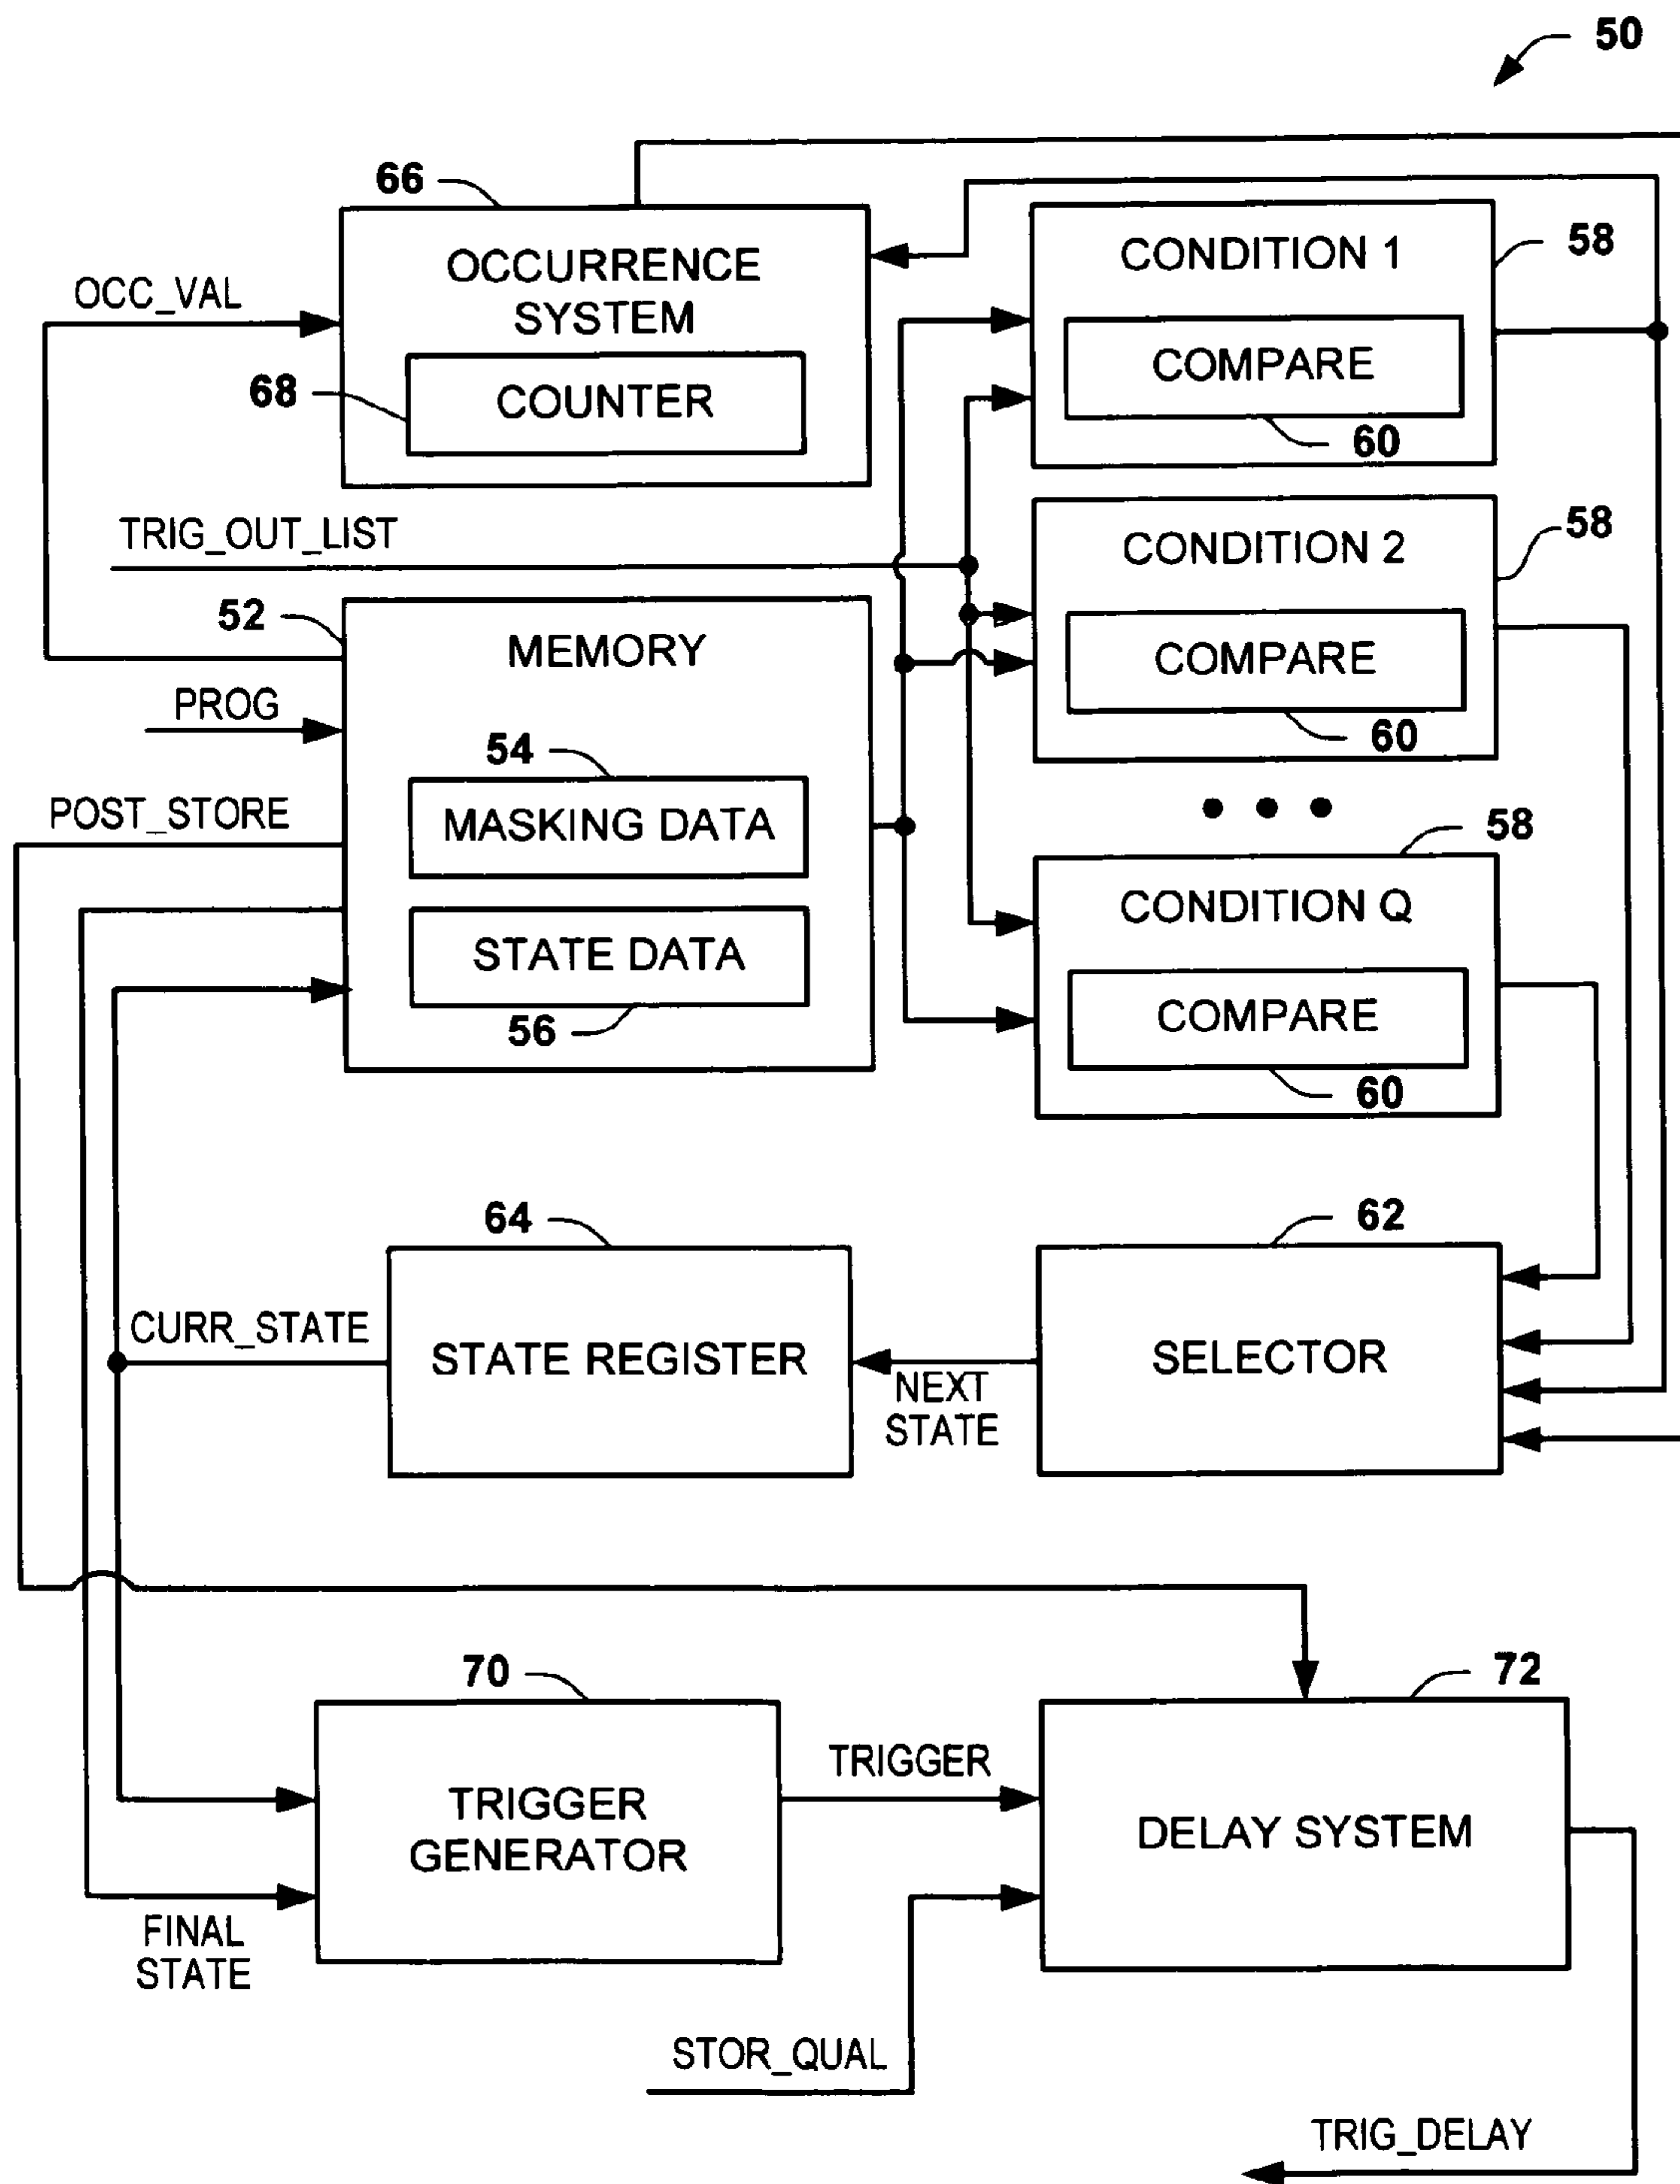 50
66
OCCURRENCE
SYSTEM
COUNTER
68
OCC_VAL
CONDITION 1
58
COMPARE
60
TRIG_OUT_LIST
CONDITION 2
58
COMPARE
60
52
MEMORY
PROG
54
MASKING DATA
POST_STORE
STATE DATA
56
58
CONDITION Q
COMPARE
60
64
62
CURR_STATE
STATE REGISTER
NEXT
STATE
SELECTOR
70
72
TRIGGER
GENERATOR
TRIGGER
DELAY SYSTEM
FINAL
STATE
STOR_QUAL
TRIG_DELAY